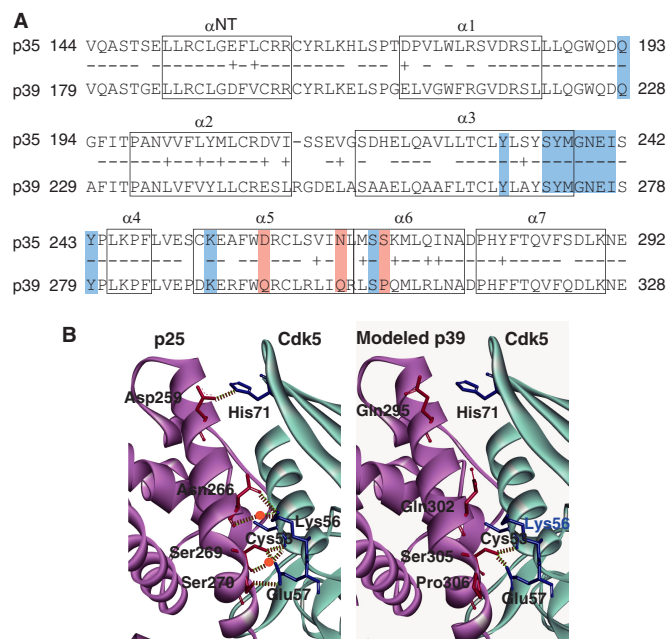 A
αNT α1
p35 144 VQASTSELLRCLGEFLCRRCYRLKHLSPTDPVLWLRSVDRSLLLQGWQDQ 193
p39 179 VQASTGELLRCLGDFVCRRCYRLKELSPGELVGWFRGVDRSLLLQGWQDQ 228
α2 α3
p35 194 GFITPANVVFLYMLCRDVI-SSEVGSDHELQAVLLTCLYLSYSYMGNEIS 242
p39 229 AFITPANLVFVYLLCRESLRGDELASAAELQAAFLTCLYLAYSYMGNEIS 278
α4 α5 α6 α7
p35 243 YPLKPFLVESCKEAFWDRCLSVINLMSSKMLQINADPHYFTQVFSDLKNE 292
p39 279 YPLKPFLVEPDKERFWQRCLRLIQRLSPQMLRLNADPHYFTQVFQDLKNE 328
B
p25 Cdk5
Asp259
His71
Asn266
Lys56
Cys53
Ser269
Ser270
Glu57
Modeled p39 Cdk5
Gln295
His71
Gln302
Lys56
Cys53
Ser305
Pro306
Glu57